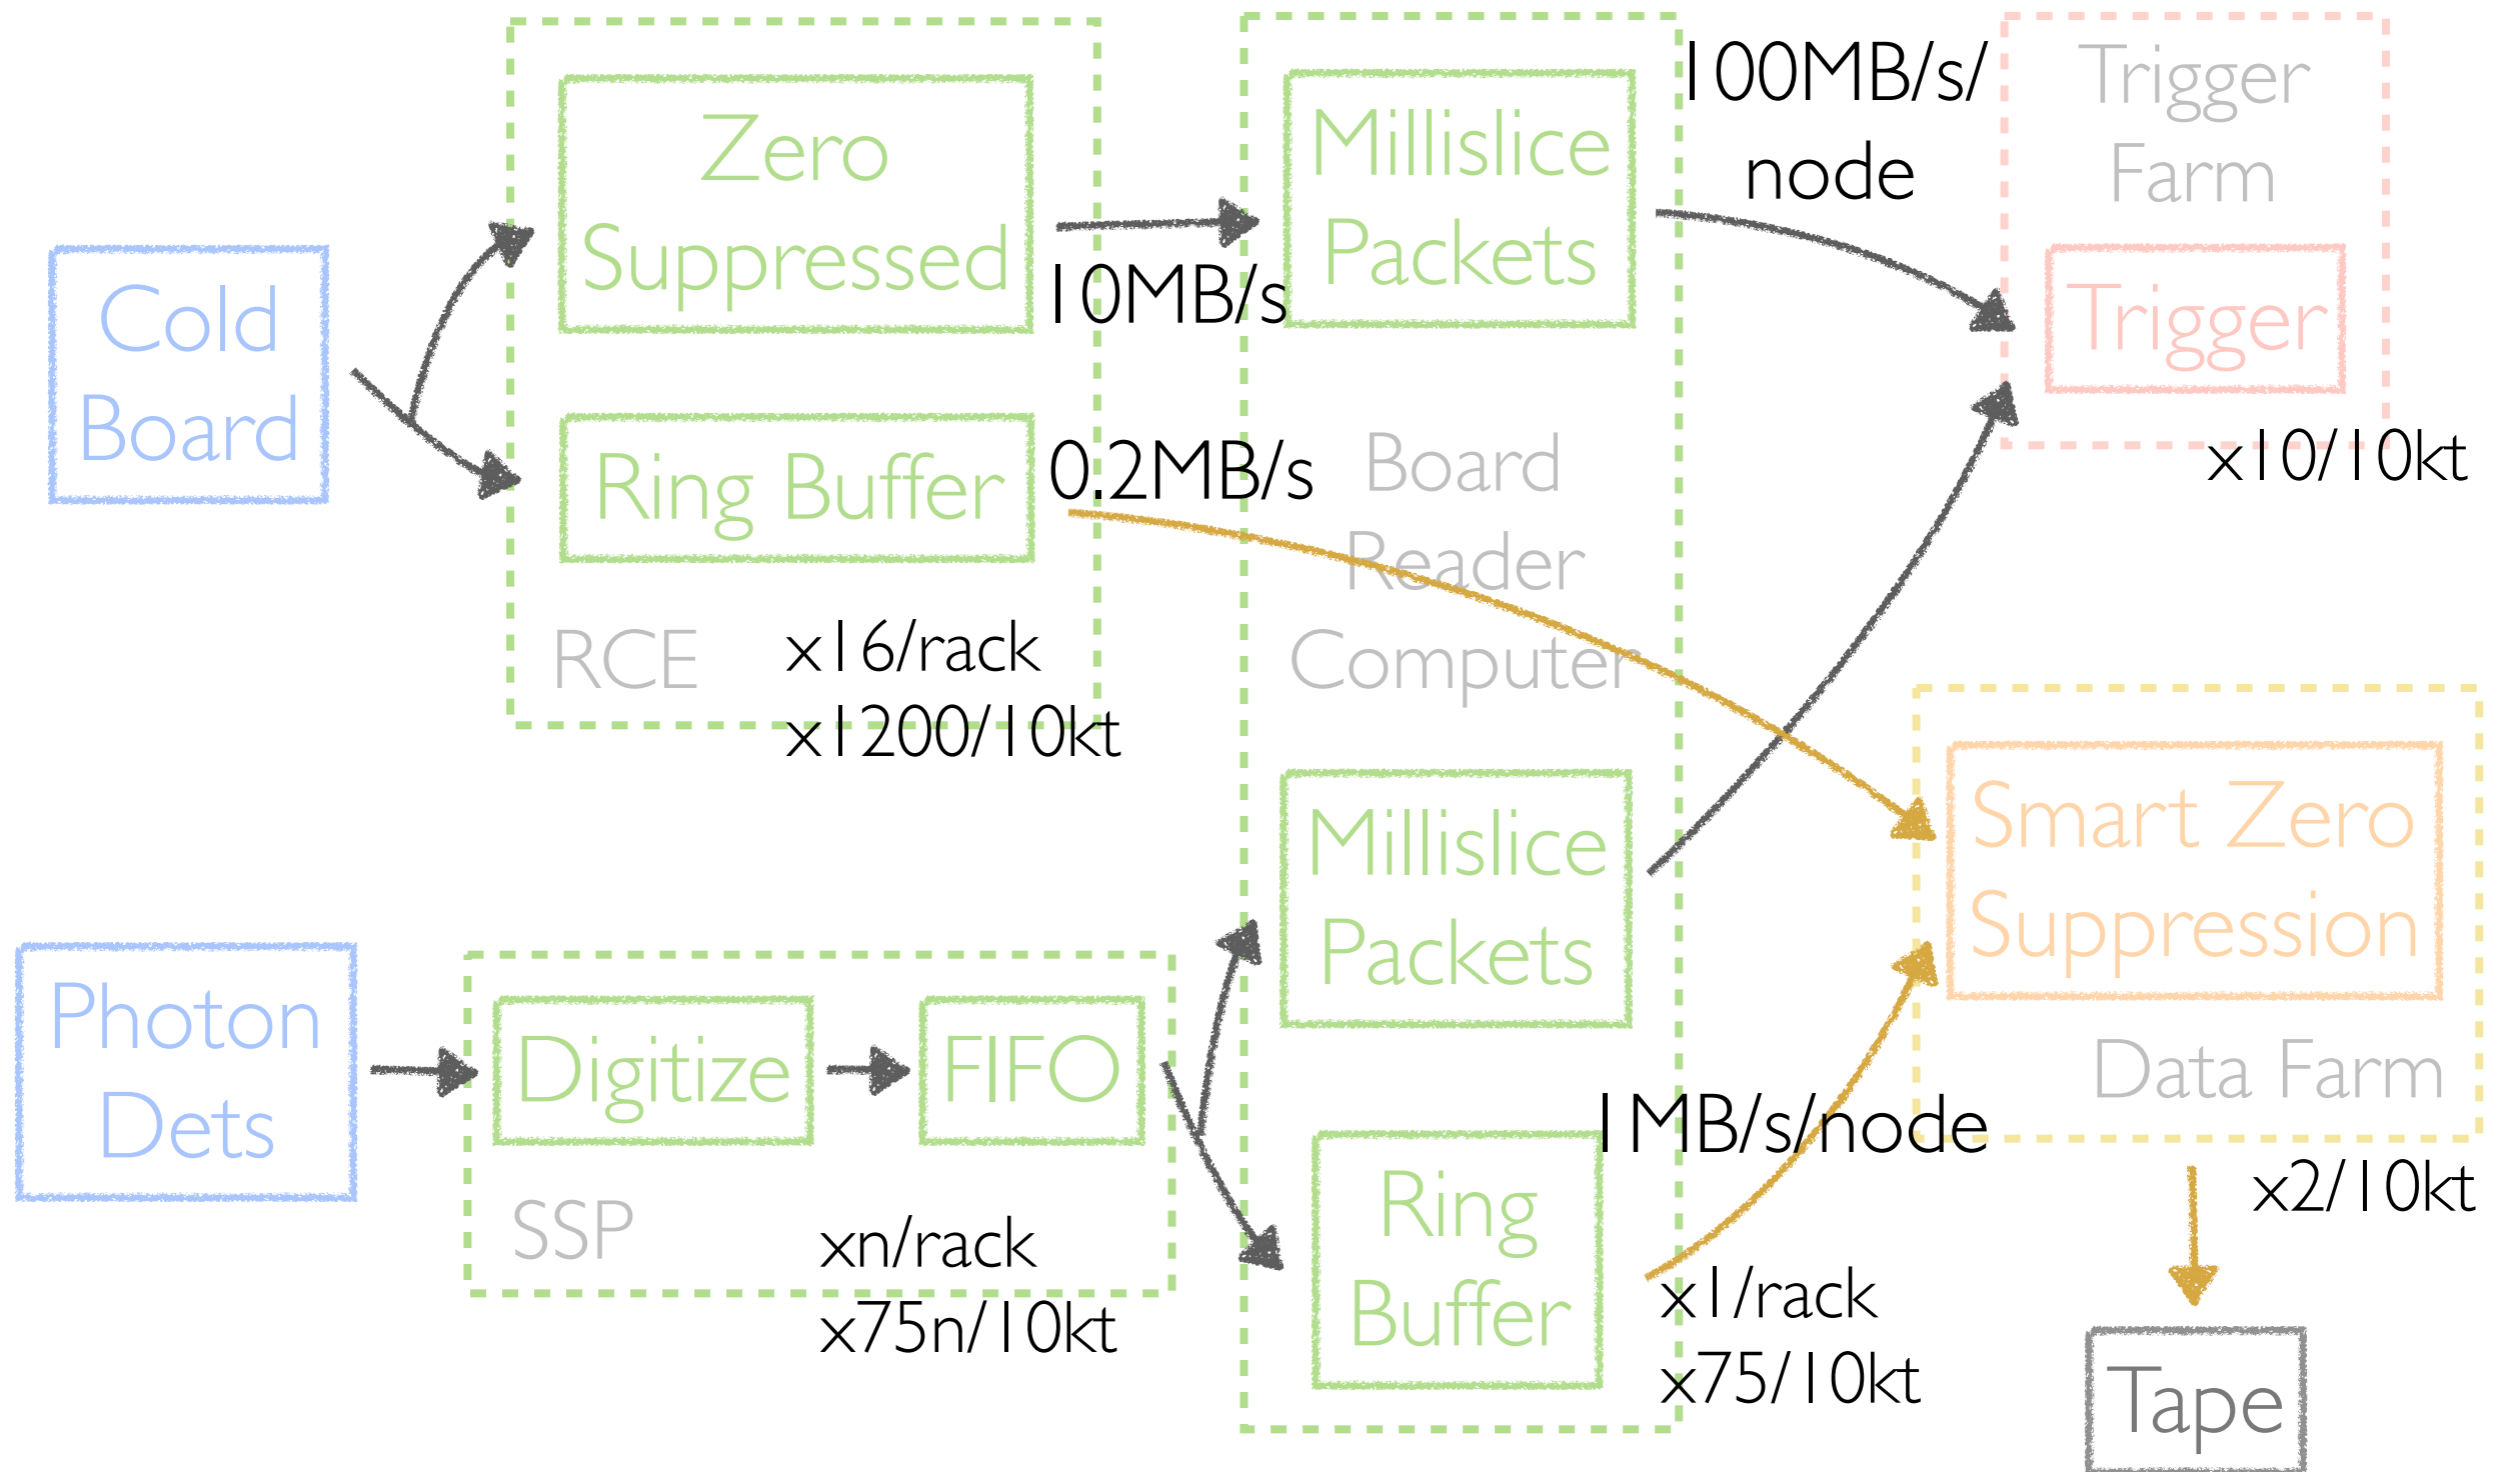 Cold
Board
Zero
Suppressed
10MB/s
Ring Buffer
0.2MB/s
RCE
x16/rack
x1200/10kt
Millislice
Packets
100MB/s/
node
Trigger
Farm
Trigger
x10/10kt
Board
Reader
Computer
Millislice
Packets
Smart Zero
Suppression
Data Farm
x2/10kt
Photon
Dets
Digitize
FIFO
SSP
xn/rack
x75n/10kt
Ring
Buffer
1MB/s/node
x1/rack
x75/10kt
Tape